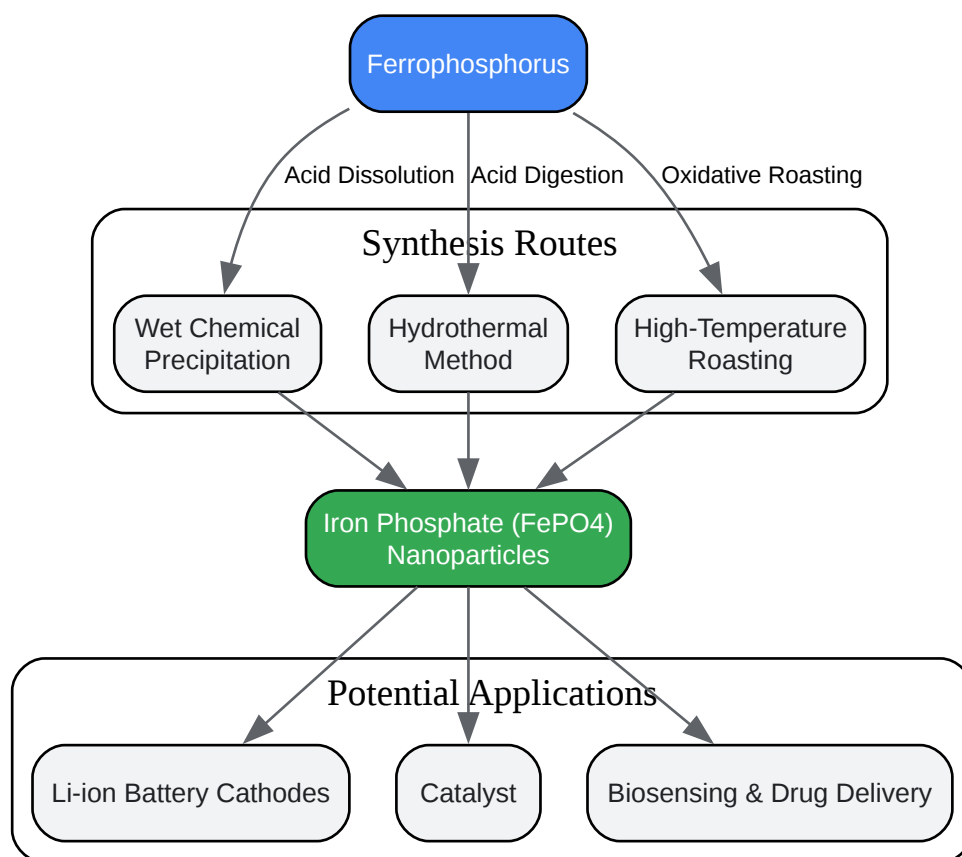 Ferrophosphorus
Acid Dissolution
Acid Digestion
Oxidative Roasting
Synthesis Routes
Wet Chemical
Precipitation
Hydrothermal
Method
High-Temperature
Roasting
Iron Phosphate (FePO4)
Nanoparticles
Potential Applications
Li-ion Battery Cathodes
Catalyst
Biosensing & Drug Delivery